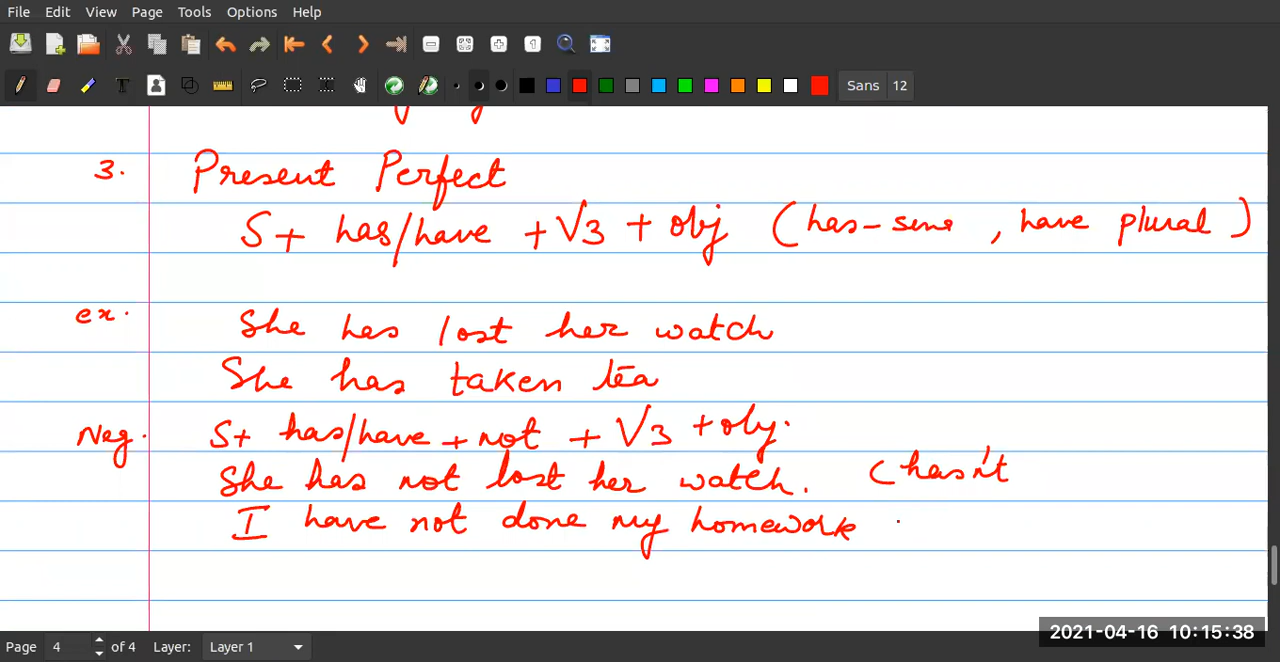 File Edit View Page Tools Options Help
Sans 12
3. Present Perfect
S+ has/have + V3 + obj (has - , have plural )
ex. She has lost her watch
She has taken tea
Neg. S+ has/have + not + V3 + obj.
She has not lost her watch. (hasn't
I have not done my homework
2021-04-16 10:15:38
Page 4 of 4 Layer: Layer 1